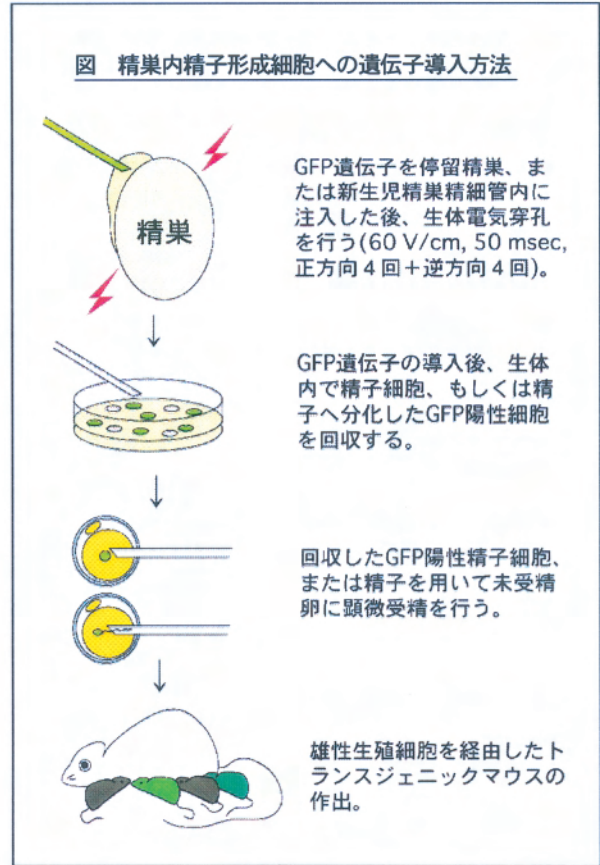 図 精巣内精子形成細胞への遺伝子導入方法
精巣
GFP遺伝子を停留精巣、ま
たは新生児精巣精細管内に
注入した後、生体電気穿孔
を行う(60 V/cm, 50 msec,
正方向4回+逆方向4回)。
GFP遺伝子の導入後、生体
内で精子細胞、もしくは精
子へ分化したGFP陽性細胞
を回収する。
回収したGFP陽性精子細胞、
または精子を用いて未受精
卵に顕微受精を行う。
雄性生殖細胞を経由したト
ランスジェニックマウスの
作出。